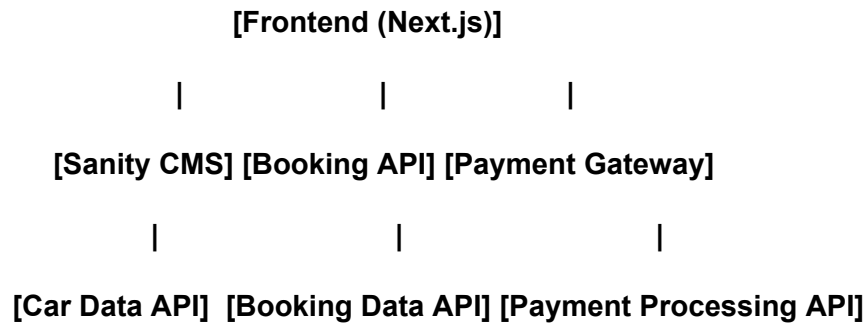 [Frontend (Next.js)]
| | |
[Sanity CMS] [Booking API] [Payment Gateway]
| | |
[Car Data API] [Booking Data API] [Payment Processing API]